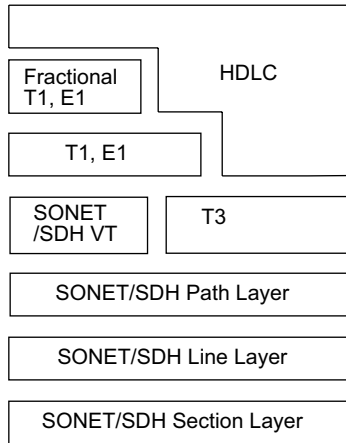 HDLC
Fractional
T1, E1
T1, E1
SONET
/SDH VT
T3
SONET/SDH Path Layer
SONET/SDH Line Layer
SONET/SDH Section Layer